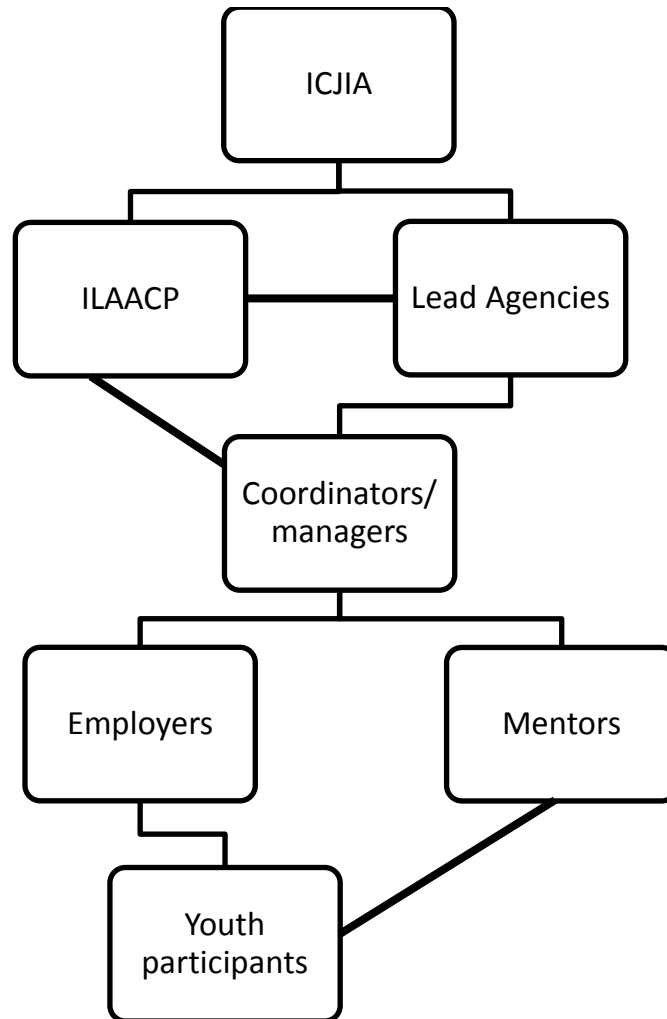 ICJIA
ILAACP
Lead Agencies
Coordinators/
managers
Employers
Mentors
Youth
participants